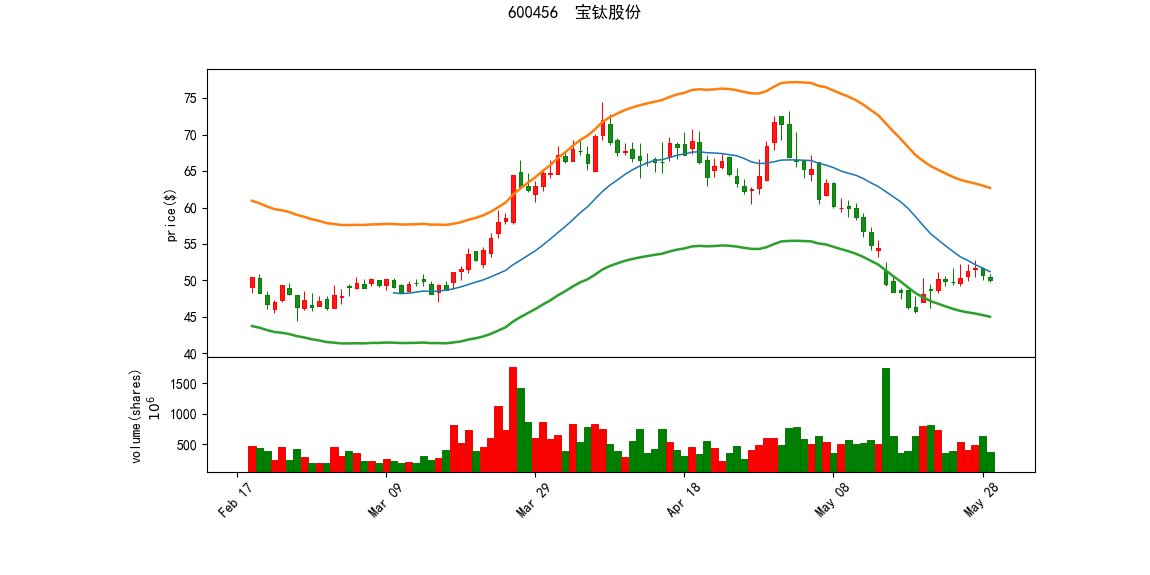 600456 宝钛股份
75
70
65
60
55
50
45
40
price($)
1500
1000
500
volume(shares)
10^6
Feb 17
Mar 09
Mar 29
Apr 18
May 08
May 28